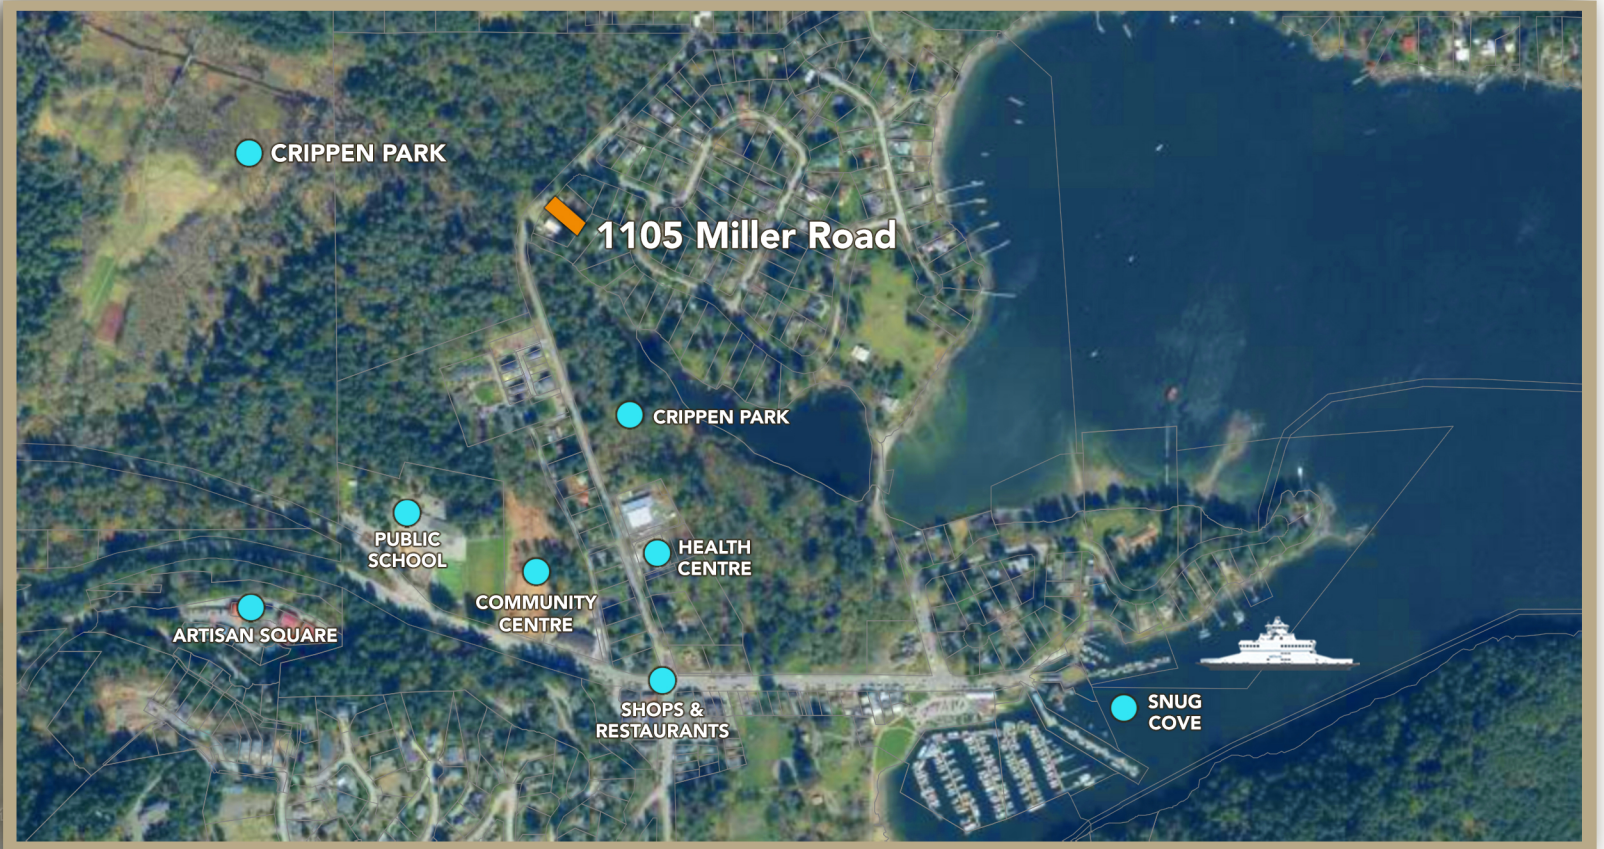 CRIPPEN PARK
1105 Miller Road
CRIPPEN PARK
PUBLIC
SCHOOL
HEALTH
CENTRE
COMMUNITY
CENTRE
ARTISAN SQUARE
SHOPS &
RESTAURANTS
SNUG
COVE